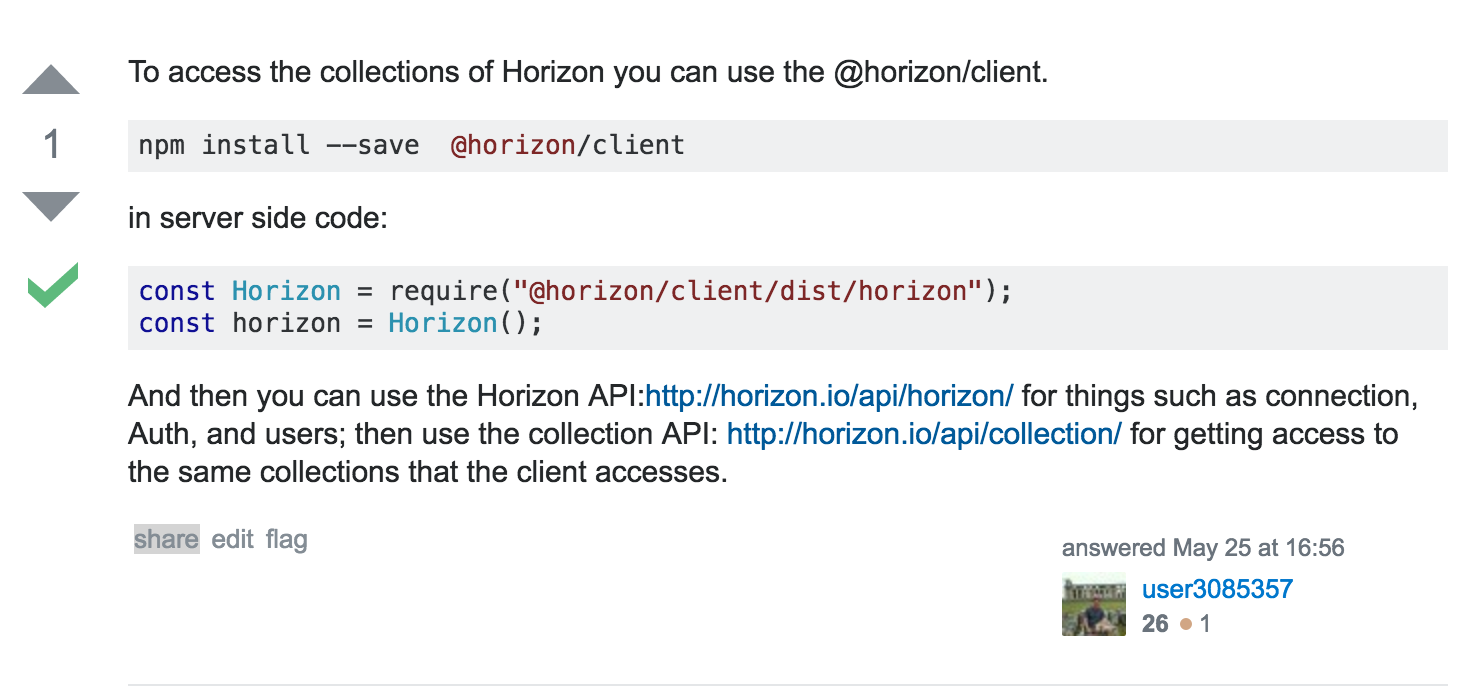 To access the collections of Horizon you can use the @horizon/client.
1
npm install --save  @horizon/client
in server side code:
const Horizon = require("@horizon/client/dist/horizon");
const horizon = Horizon();
And then you can use the Horizon API:http://horizon.io/api/horizon/ for things such as connection,
Auth, and users; then use the collection API: http://horizon.io/api/collection/ for getting access to
the same collections that the client accesses.
share edit flag
answered May 25 at 16:56
user3085357
26 ● 1